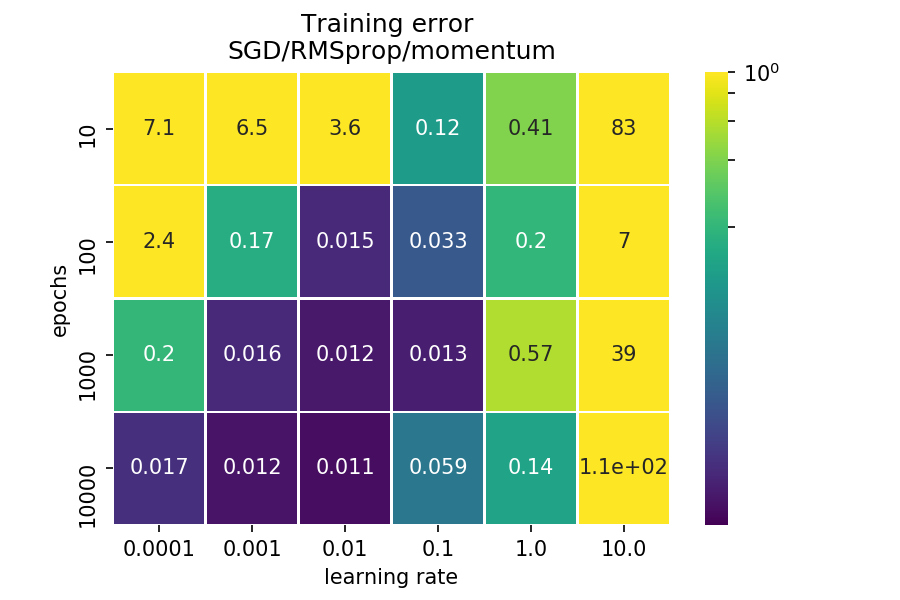 Training error
SGD/RMSprop/momentum
10⁰
10 7.1 6.5 3.6 0.12 0.41 83
100 2.4 0.17 0.015 0.033 0.2 7
epochs
1000 0.2 0.016 0.012 0.013 0.57 39
10000 0.017 0.012 0.011 0.059 0.14 1.1e+02
0.0001 0.001 0.01 0.1 1.0 10.0
learning rate